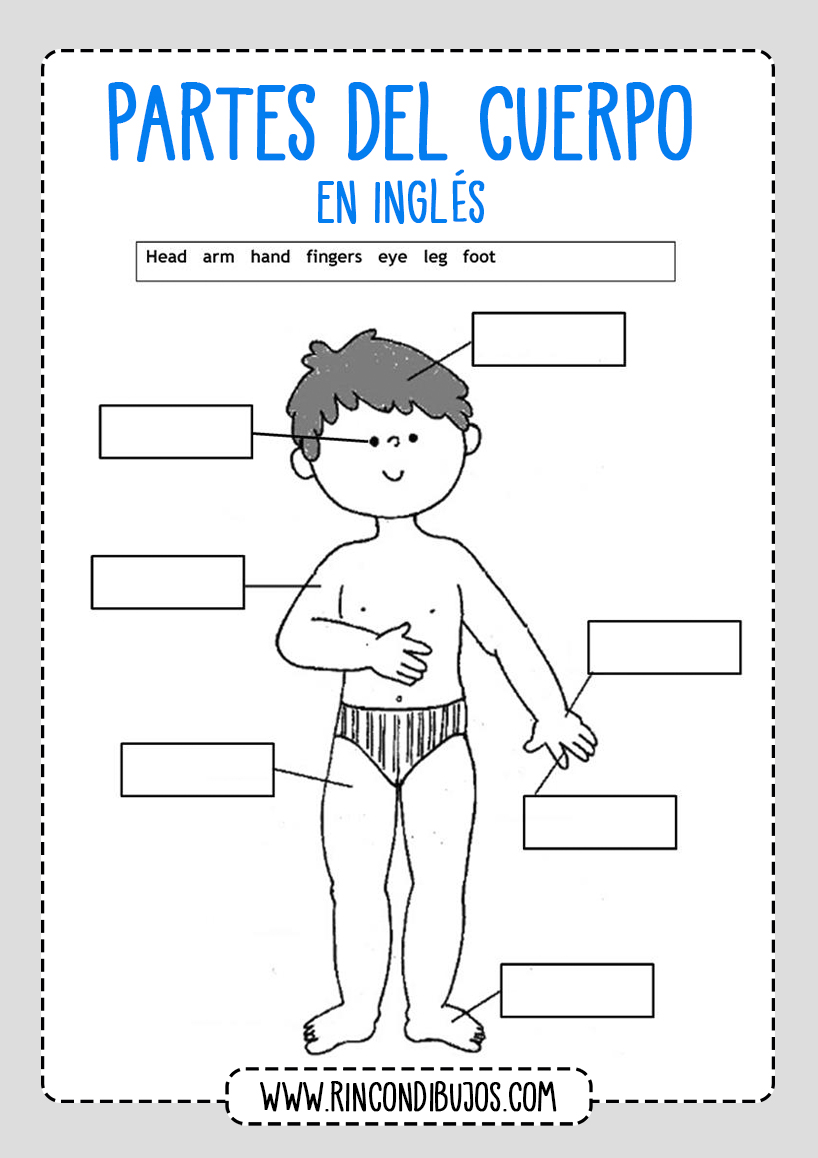 PARTES DEL CUERPO
EN INGLÉS
Head arm hand fingers eye leg foot
WWW.RINCONDIBUJOS.COM